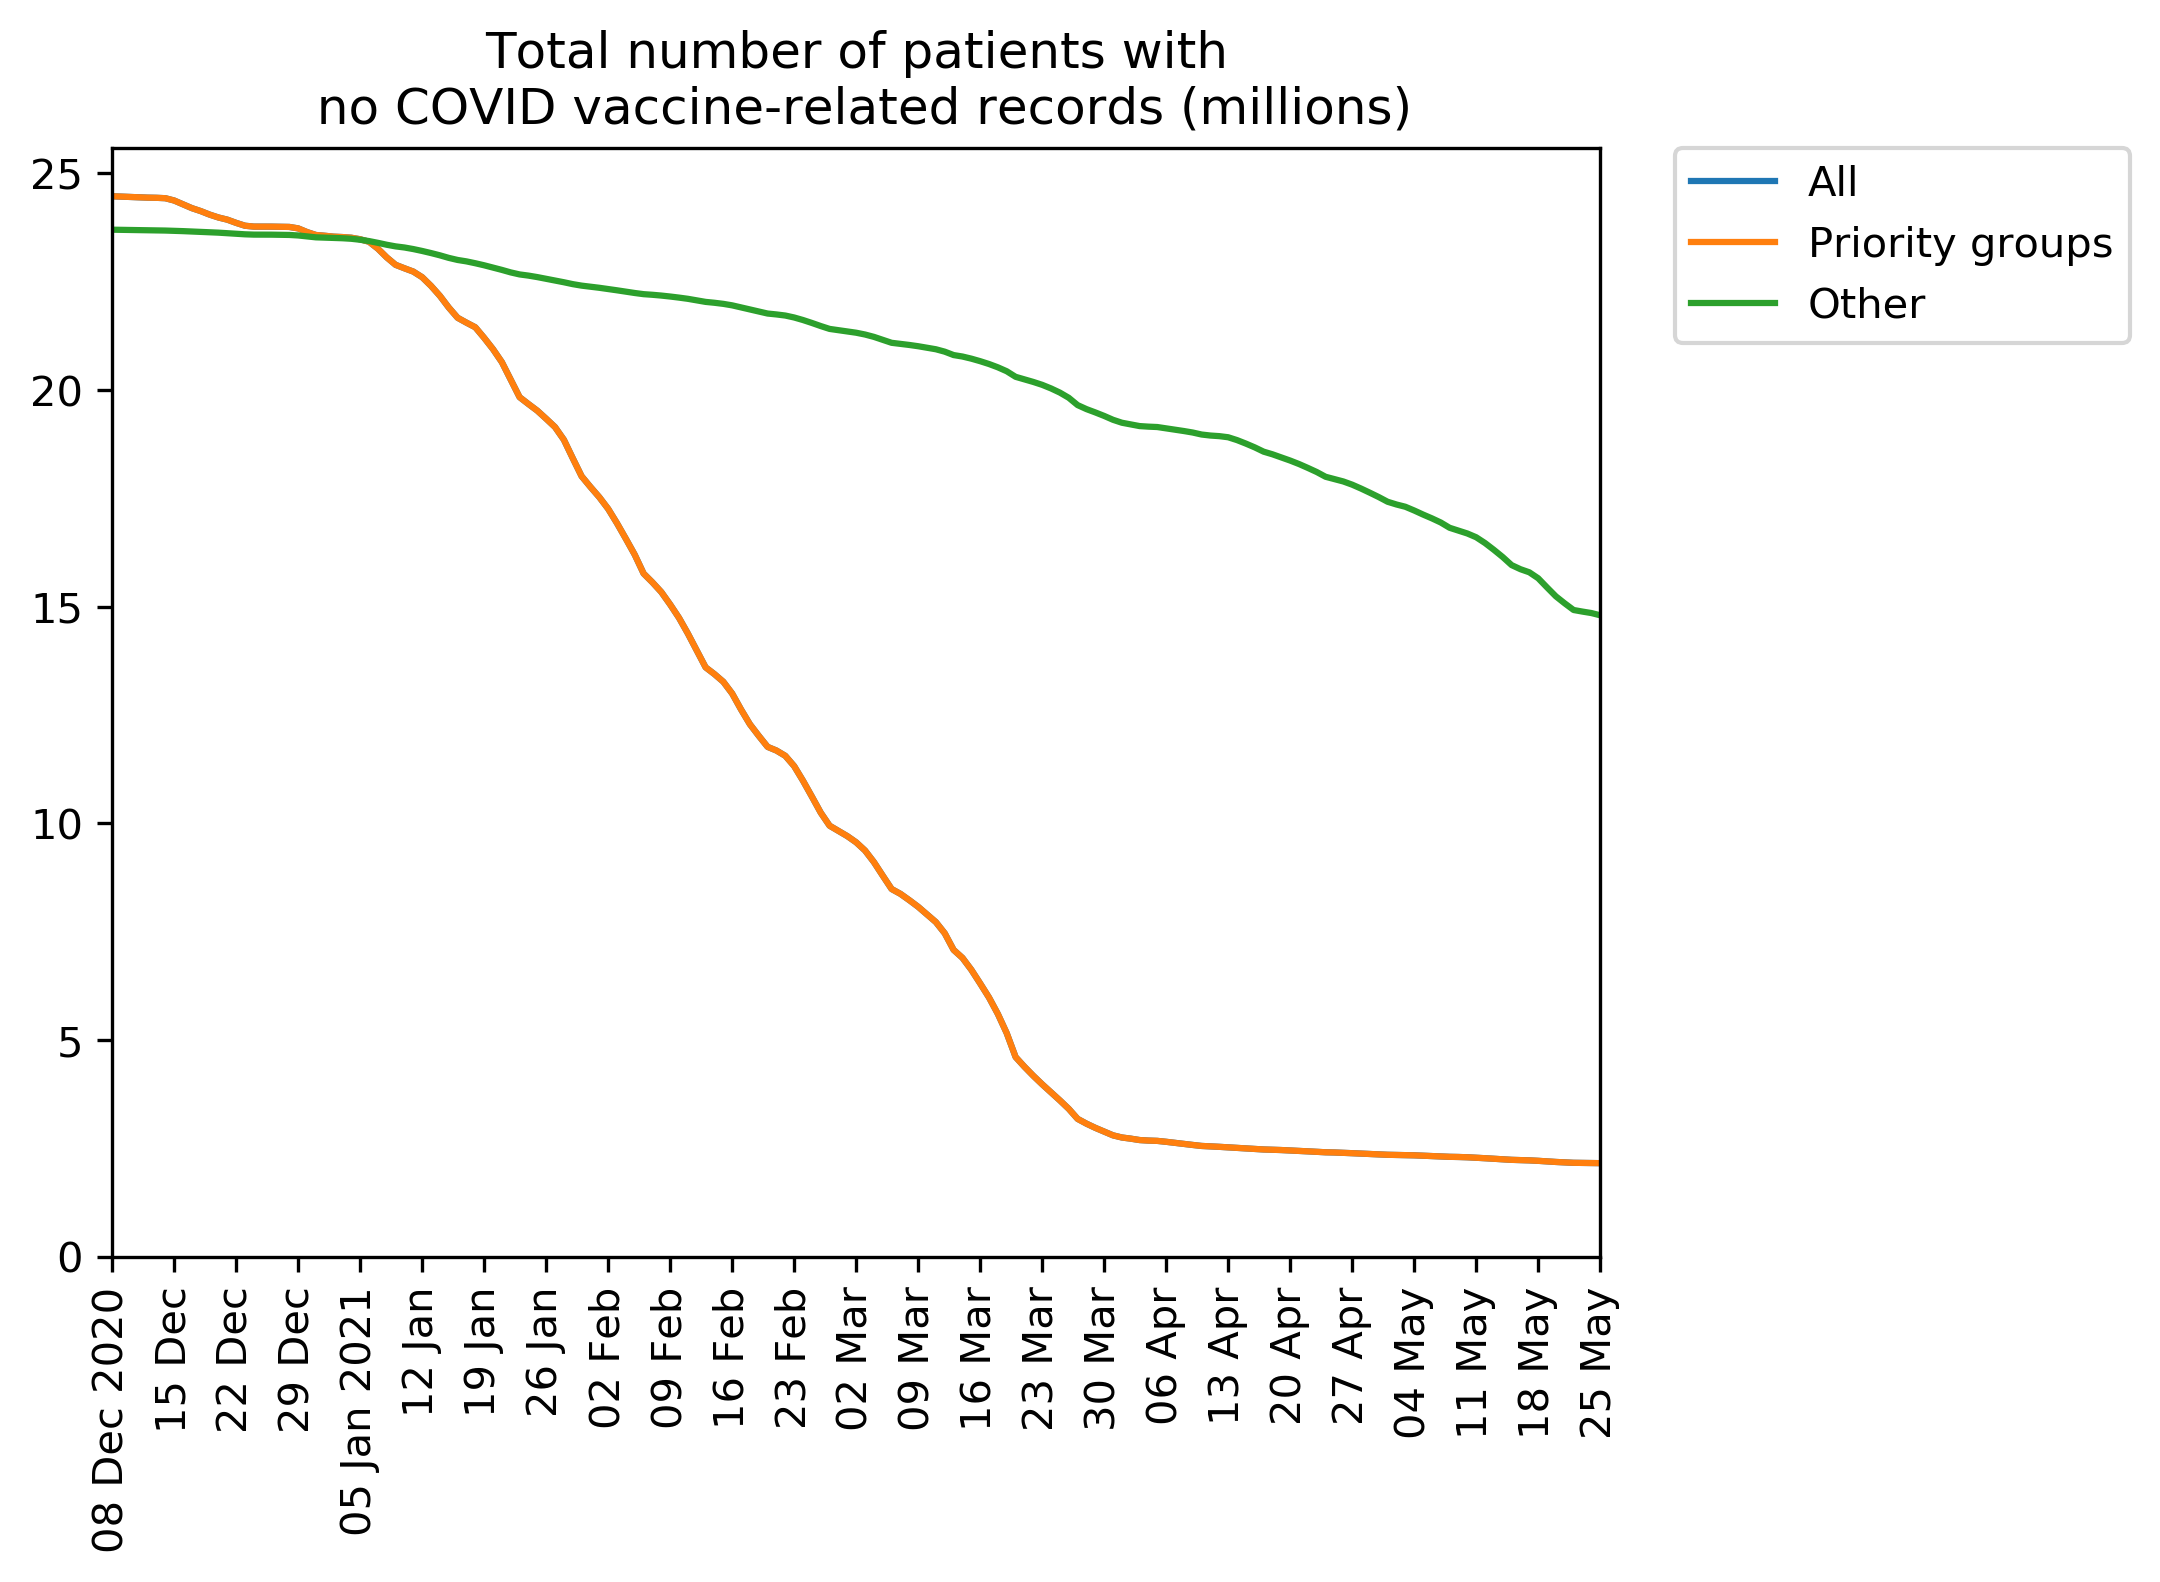 Total number of patients with
no COVID vaccine-related records (millions)
25
20
15
10
5
0
08 Dec 2020
15 Dec
22 Dec
29 Dec
05 Jan 2021
12 Jan
19 Jan
26 Jan
02 Feb
09 Feb
16 Feb
23 Feb
02 Mar
09 Mar
16 Mar
23 Mar
30 Mar
06 Apr
13 Apr
20 Apr
27 Apr
04 May
11 May
18 May
25 May
All
Priority groups
Other